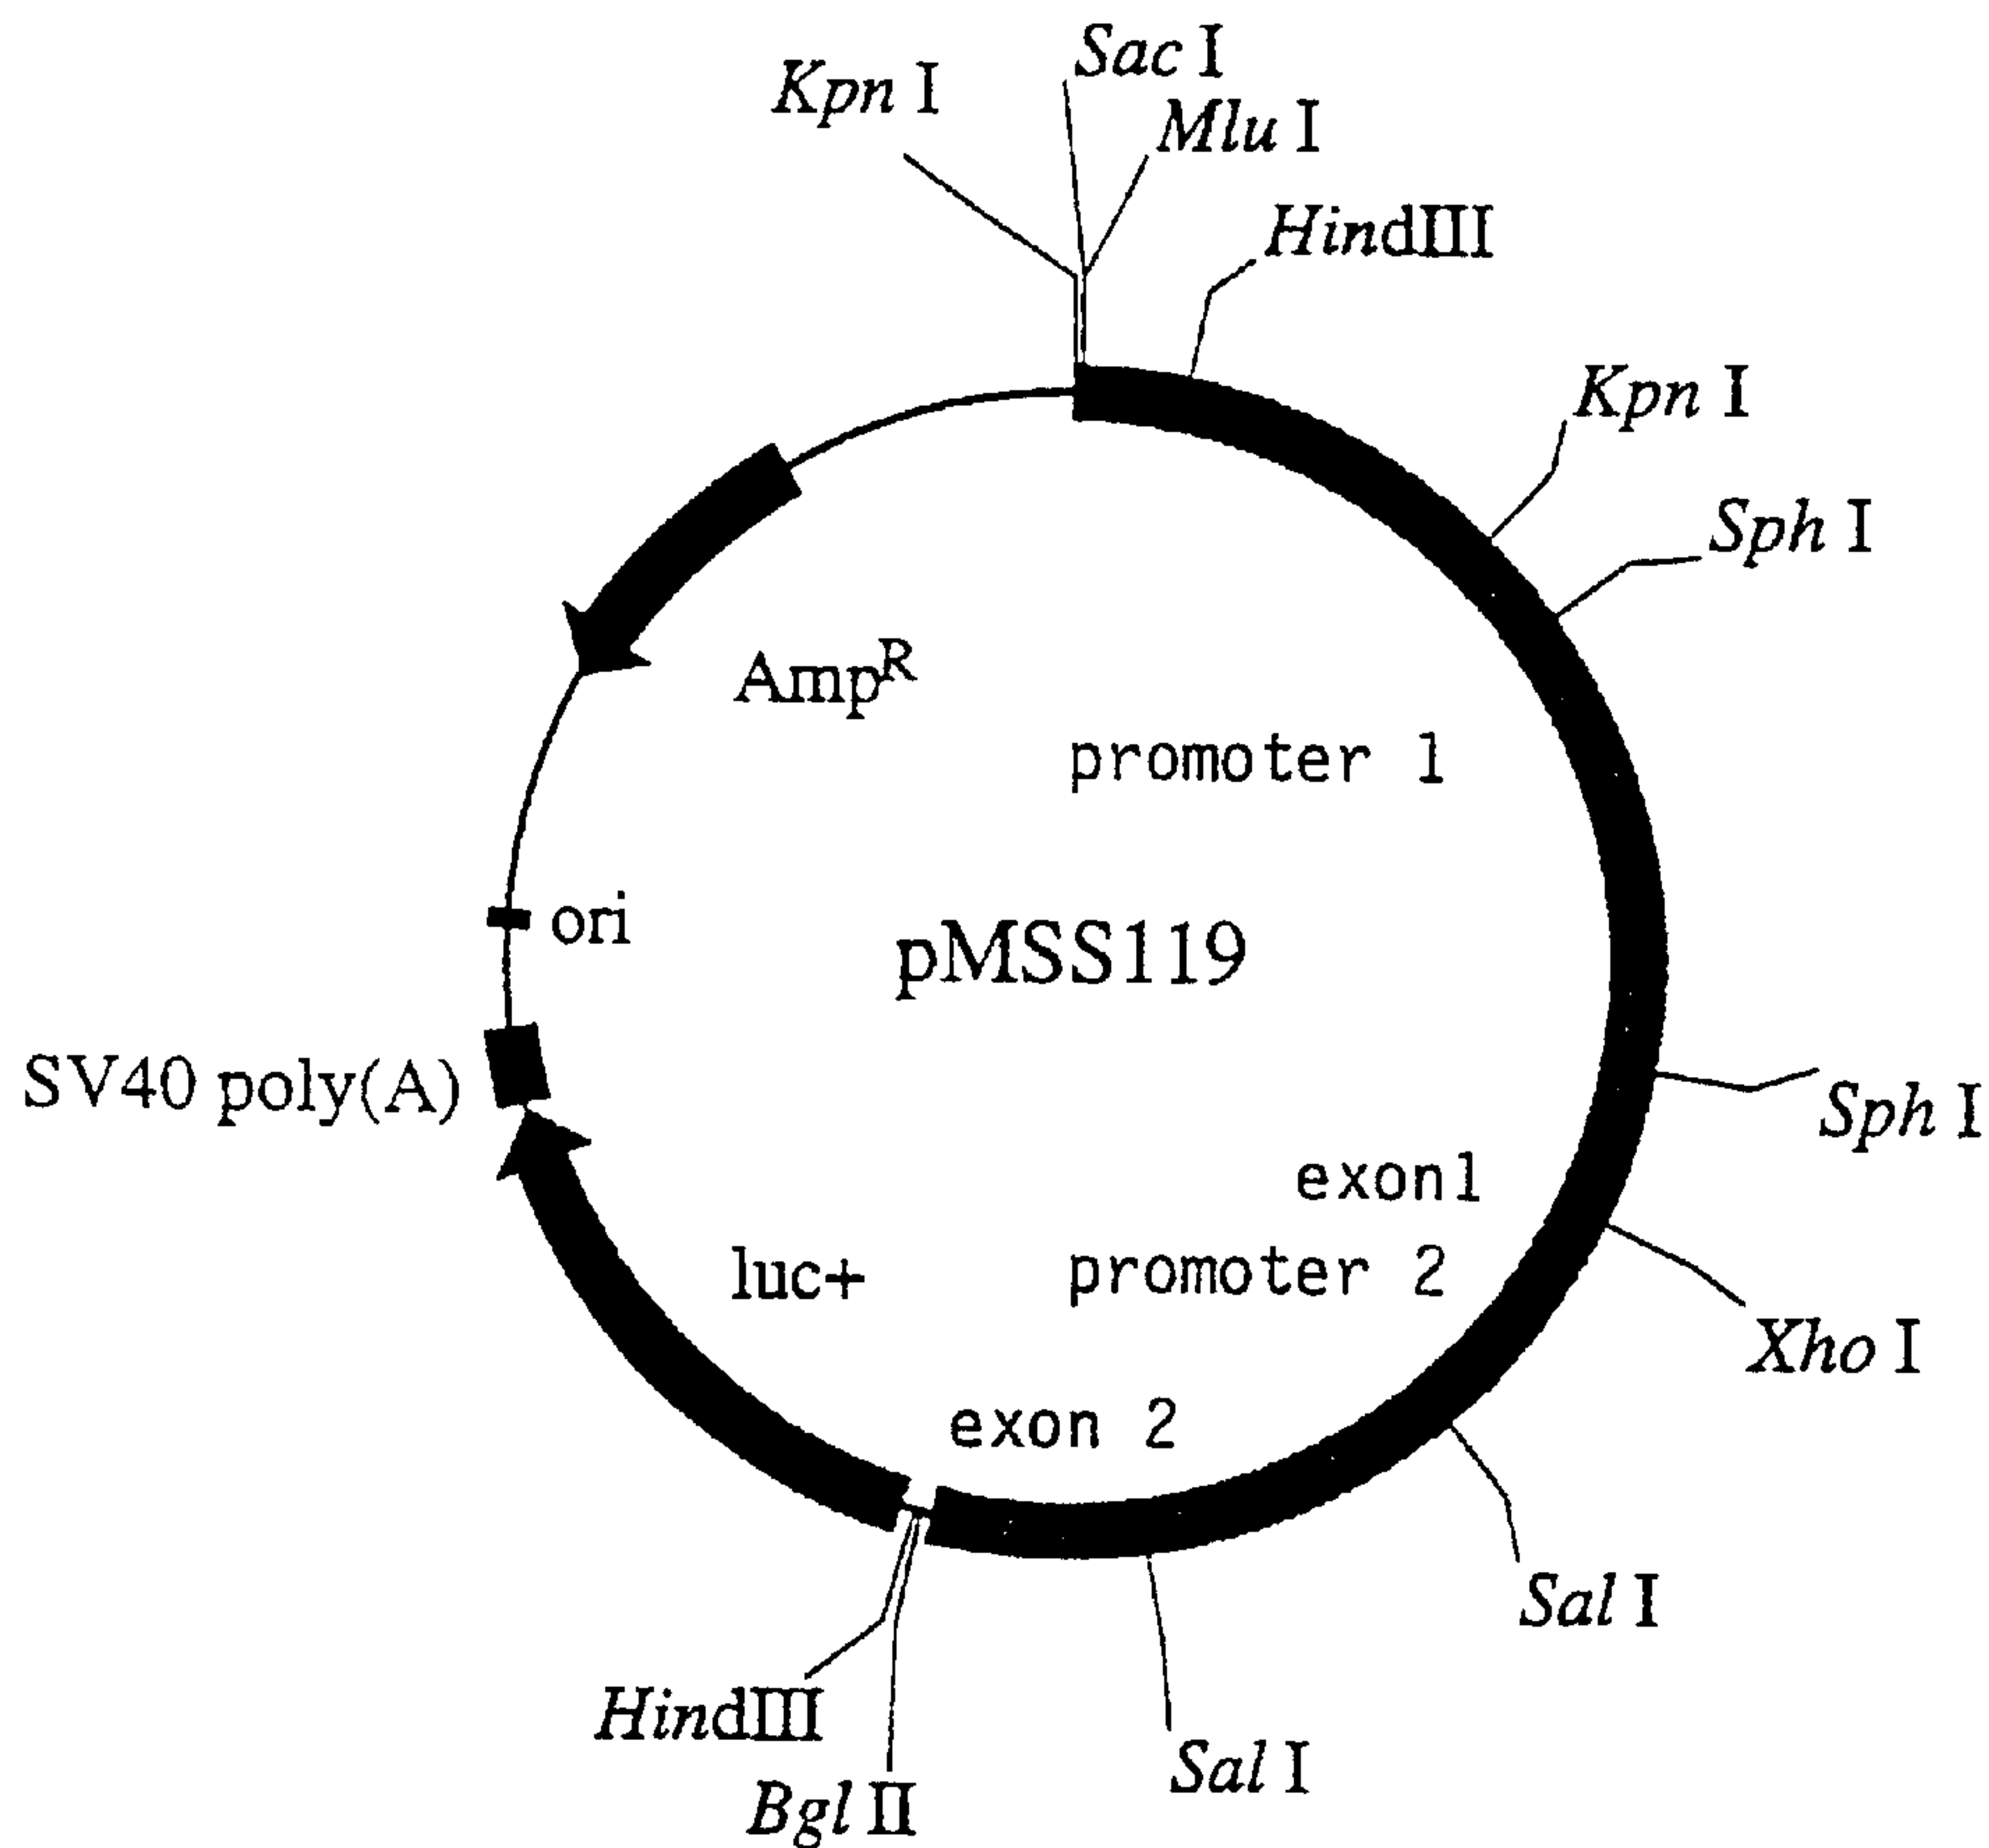 Sac I
Kpn I
Mlu I
HindIII
Kpn I
Sph I
Amp^R
promoter 1
ori
pMSS119
SV40 poly(A)
Sph I
exon1
luc+
promoter 2
Xho I
exon 2
Sal I
HindIII
Sal I
Bgl II